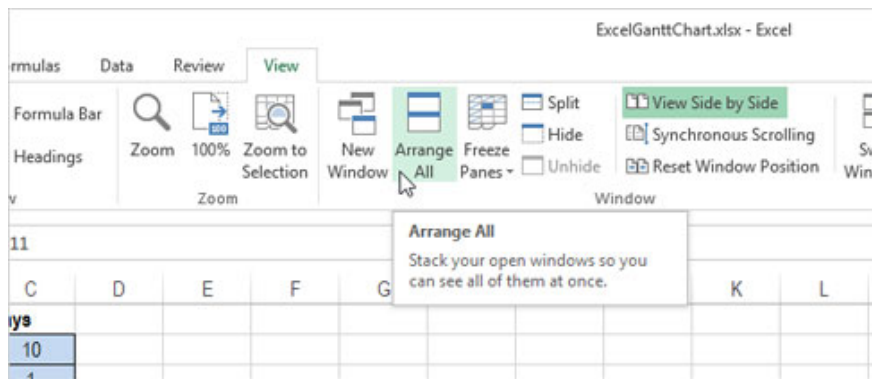 ExcelGanttChart.xlsx - Excel
rmulas Data Review View
Formula Bar
Headings
Zoom
100%
Zoom to
Selection
New
Window
Arrange
All
Freeze
Panes
Split
Hide
Unhide
View Side by Side
Synchronous Scrolling
Reset Window Position
Zoom
Window
Arrange All
Stack your open windows so you
can see all of them at once.
11
C D E F G K L
ays
10
1